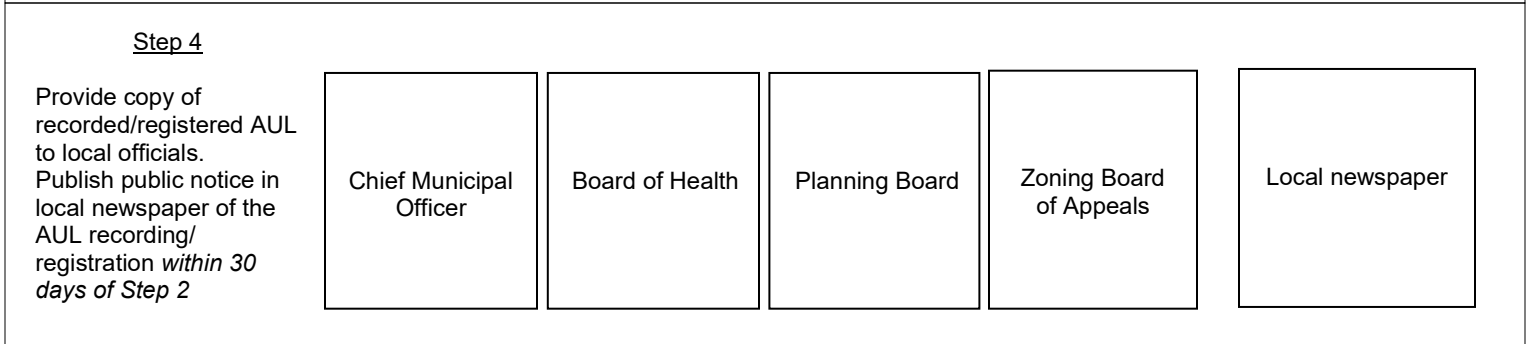 Step 4
Provide copy of
recorded/registered AUL
to local officials.
Publish public notice in
local newspaper of the
AUL recording/
registration within 30
days of Step 2
Chief Municipal
Officer
Board of Health
Planning Board
Zoning Board
of Appeals
Local newspaper